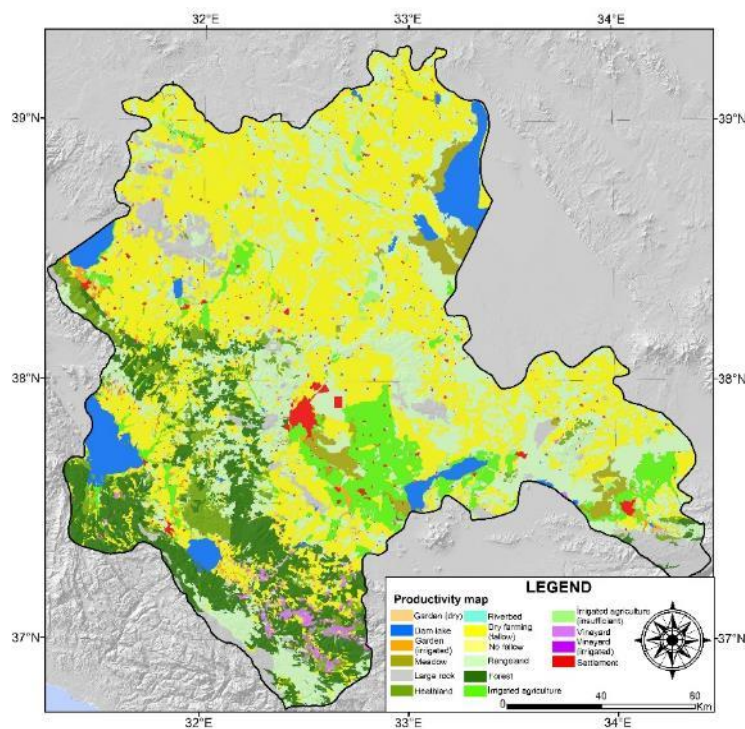 32°E 33°E 34°E
39°N 39°N
38°N 38°N
37°N 37°N
LEGEND
Productivity map
Garden (dry)
Dam lake
Garden
(irrigated)
Meadow
Large rock
Heathland
Riverbed
Dry farming
(fallow)
No fallow
Rangeland
Forest
Irrigated agriculture
Irrigated agriculture
(insufficient)
Vineyard
Vineyard
(irrigated)
Settlement
0 40 60
Km
32°E 33°E 34°E